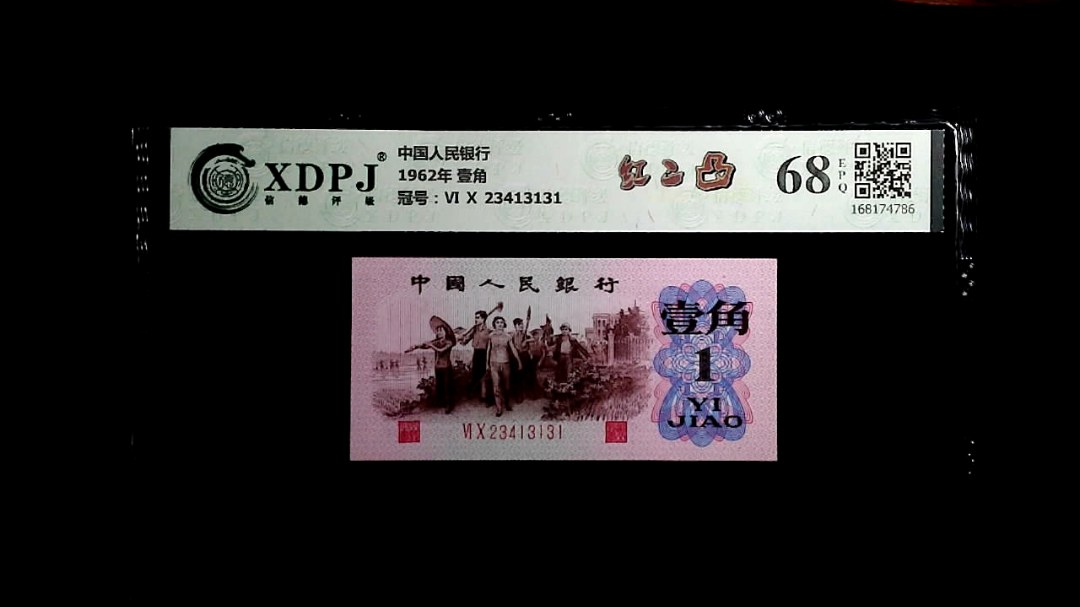 XDPJ®
信德评级
中国人民银行
1962年 壹角
冠号：VI X 23413131
红二凸
68
EPQ
168174786
中國人民銀行
壹角
1
YI
JIAO
VI X 23413131